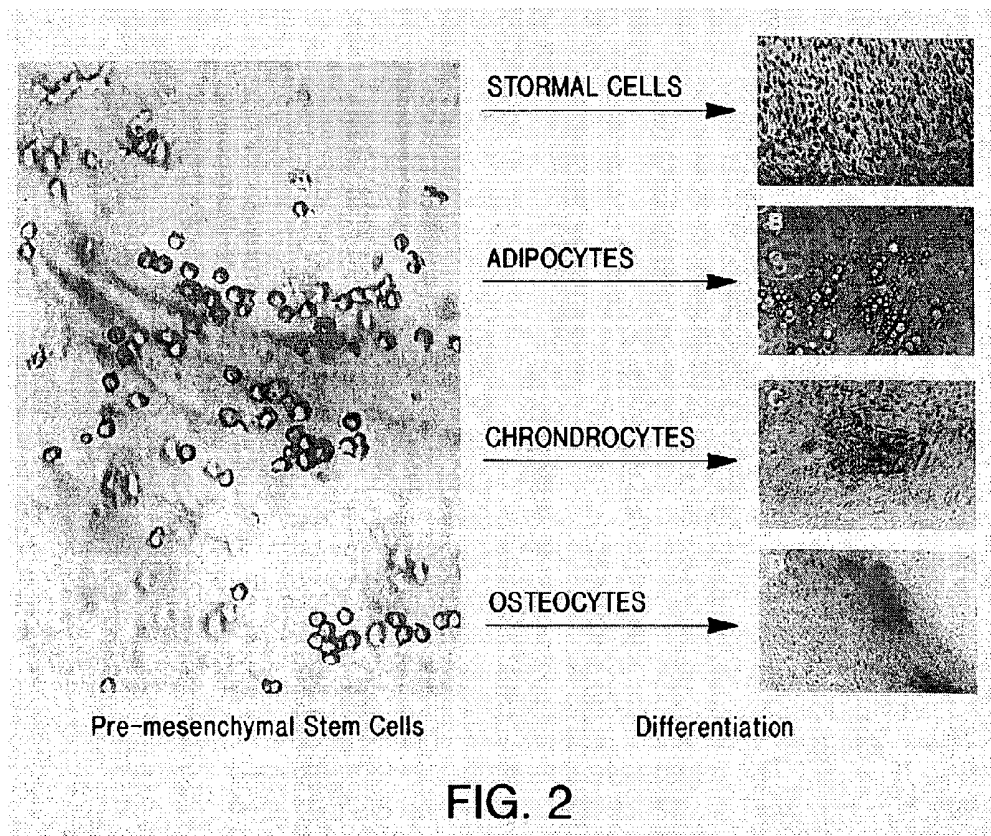 STORMAL CELLS
ADIPOCYTES
B
CHRONDROCYTES
C
OSTEOCYTES
Pre-mesenchymal Stem Cells
Differentiation
FIG. 2